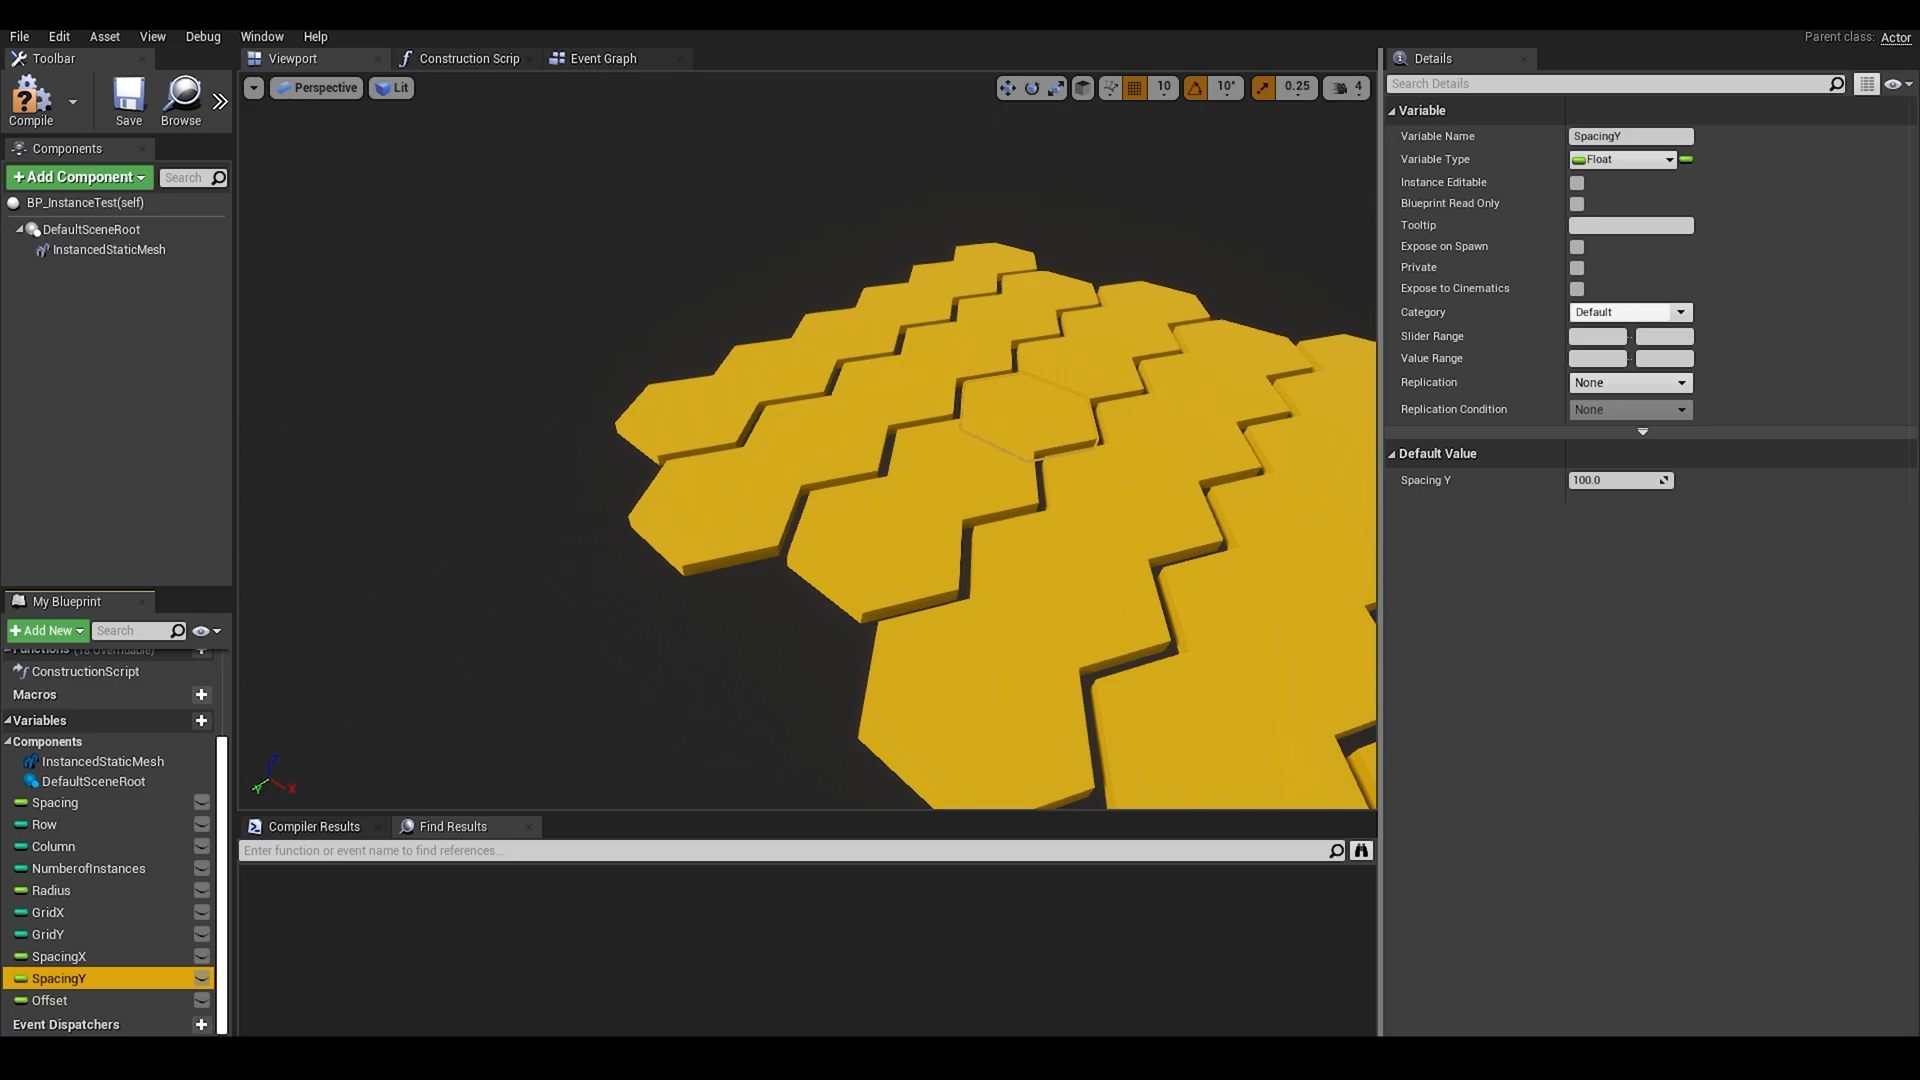 File Edit Asset View Debug Window Help
Parent class: Actor
Toolbar
Viewport
Construction Scrip
Event Graph
Details
Compile
Save
Browse
Perspective
Lit
10
10°
0.25
4
Search Details
Components
+Add Component
Search
BP_InstanceTest(self)
DefaultSceneRoot
InstancedStaticMesh
Variable
Variable Name SpacingY
Variable Type Float
Instance Editable
Blueprint Read Only
Tooltip
Expose on Spawn
Private
Expose to Cinematics
Category Default
Slider Range
Value Range
Replication None
Replication Condition None
Default Value
Spacing Y 100.0
My Blueprint
+Add New
Search
Functions (18 Overridable)
ConstructionScript
Macros
Variables
Components
InstancedStaticMesh
DefaultSceneRoot
Spacing
Row
Column
NumberofInstances
Radius
GridX
GridY
SpacingX
SpacingY
Offset
Event Dispatchers
Z
Y
X
Compiler Results
Find Results
Enter function or event name to find references...